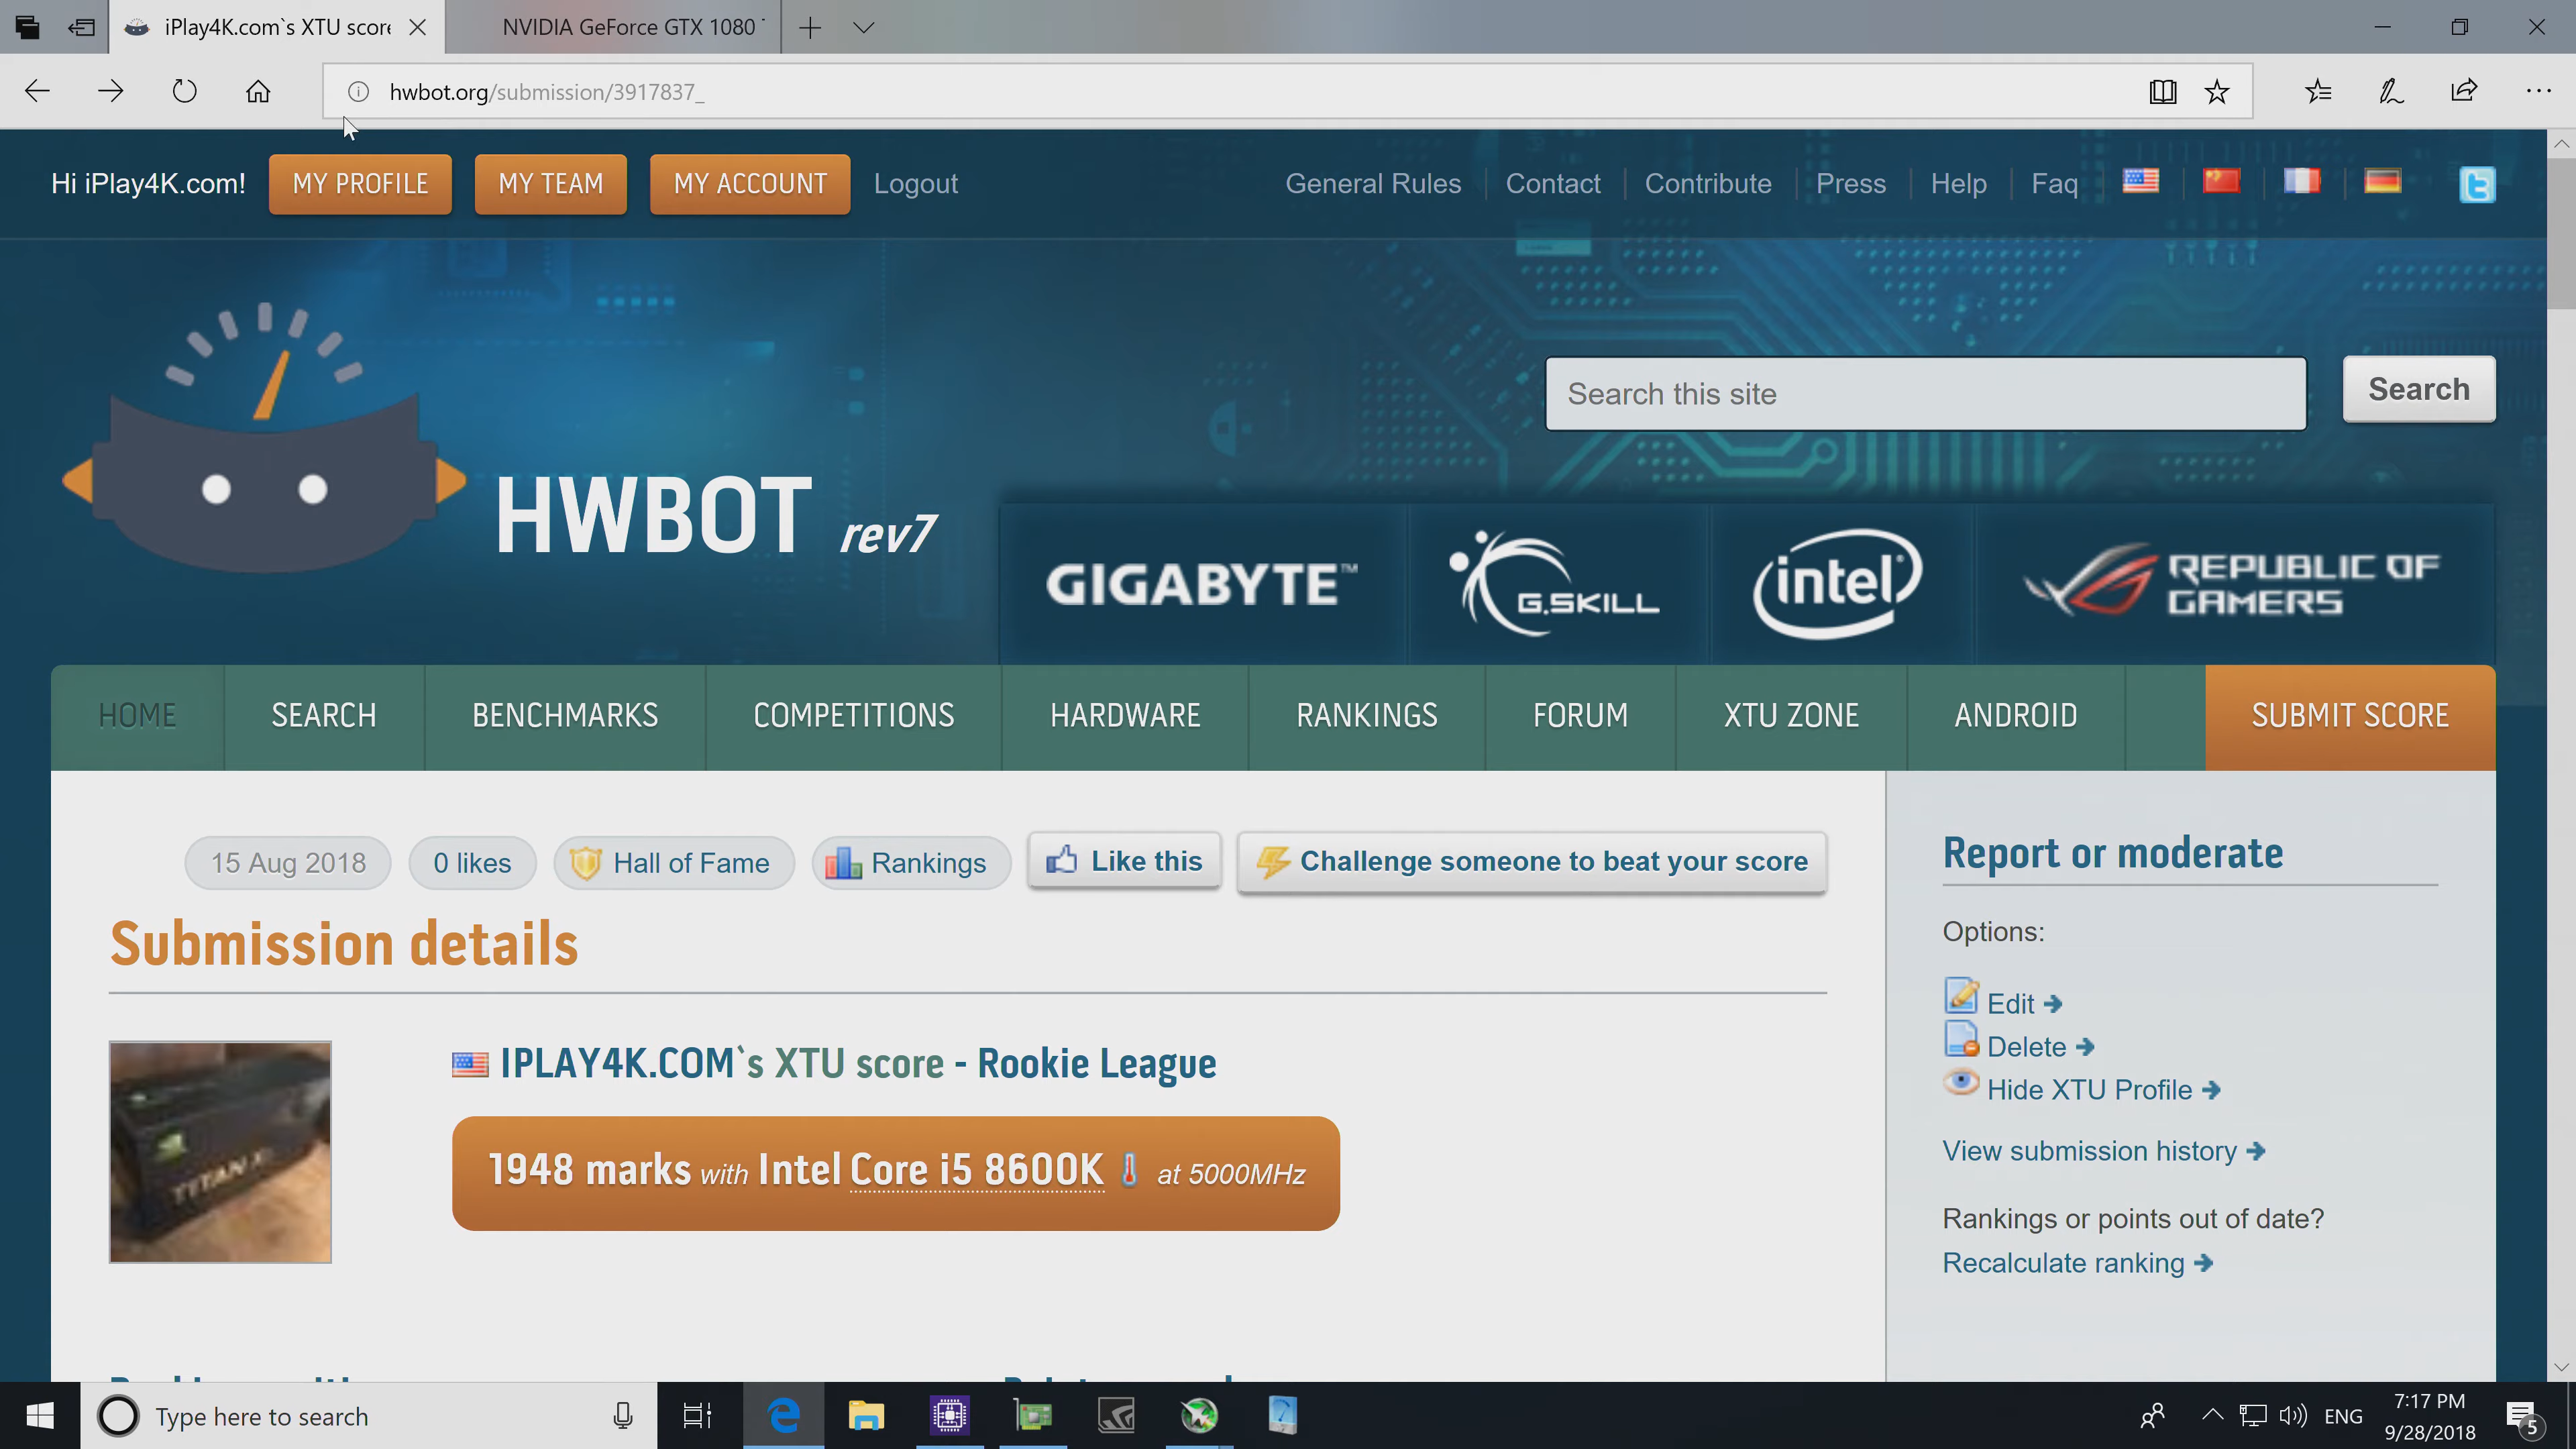 iPlay4K.com`s XTU score
NVIDIA GeForce GTX 1080
hwbot.org/submission/3917837_
Hi iPlay4K.com!
MY PROFILE
MY TEAM
MY ACCOUNT
Logout
General Rules
Contact
Contribute
Press
Help
Faq
Search this site
Search
HWBOT rev7
GIGABYTE™
G.SKILL
intel®
REPUBLIC OF
GAMERS
HOME
SEARCH
BENCHMARKS
COMPETITIONS
HARDWARE
RANKINGS
FORUM
XTU ZONE
ANDROID
SUBMIT SCORE
15 Aug 2018
0 likes
Hall of Fame
Rankings
Like this
Challenge someone to beat your score
Submission details
TITAN X
IPLAY4K.COM`s XTU score - Rookie League
1948 marks with Intel Core i5 8600K at 5000MHz
Report or moderate
Options:
Edit
Delete
Hide XTU Profile
View submission history
Rankings or points out of date?
Recalculate ranking
Type here to search
ENG
7:17 PM
9/28/2018
5